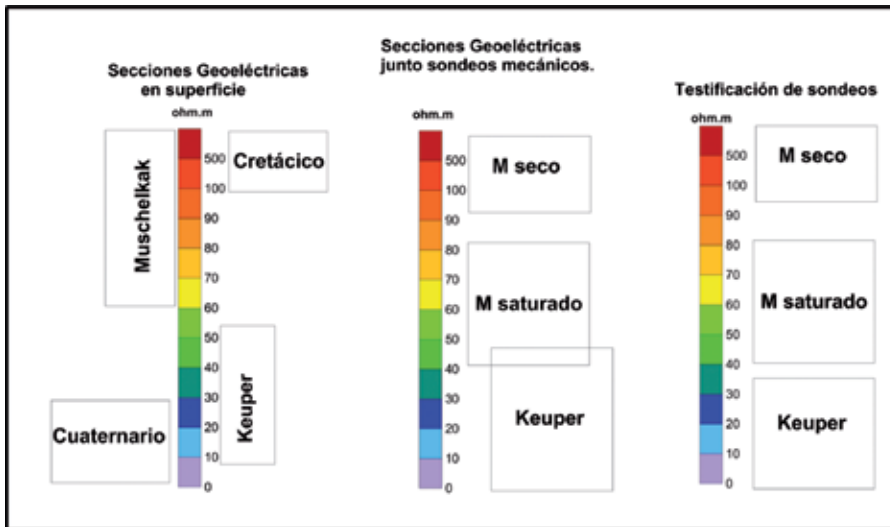 Secciones Geoeléctricas
en superficie
ohm.m
500
100
90
80
70
60
50
40
30
20
10
0
Muschelkak
Cretácico
Cuaternario
Keuper
Secciones Geoeléctricas
junto sondeos mecánicos.
ohm.m
500
100
90
80
70
60
50
40
30
20
10
0
M seco
M saturado
Keuper
Testificación de sondeos
ohm.m
500
100
90
80
70
60
50
40
30
20
10
0
M seco
M saturado
Keuper